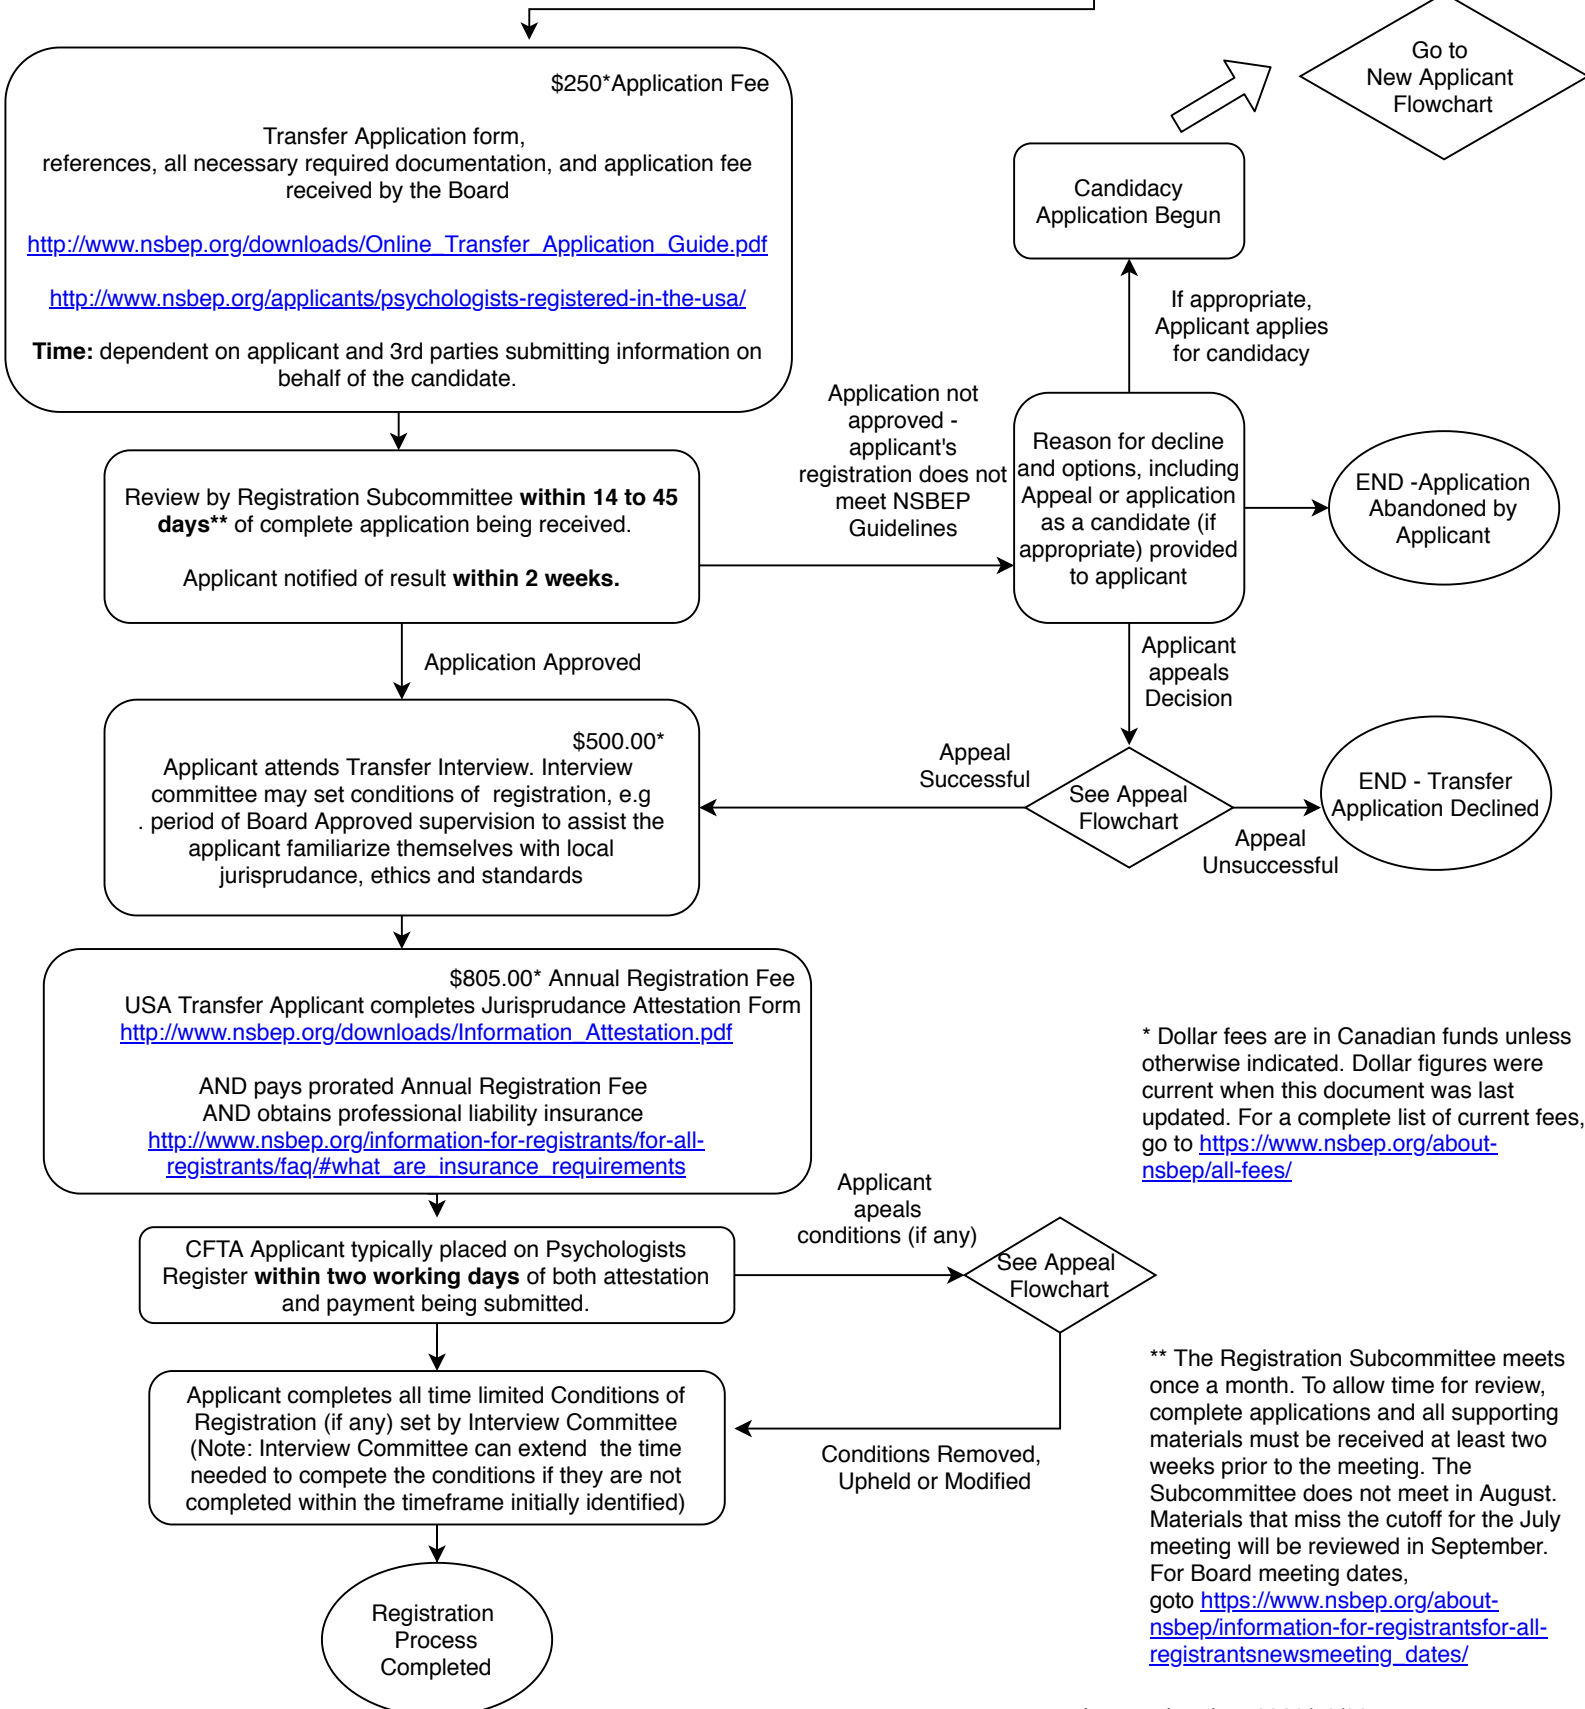 $250*Application Fee
Transfer Application form,
references, all necessary required documentation, and application fee
received by the Board
http://www.nsbep.org/downloads/Online_Transfer_Application_Guide.pdf
http://www.nsbep.org/applicants/psychologists-registered-in-the-usa/
Time: dependent on applicant and 3rd parties submitting information on
behalf of the candidate.
Go to
New Applicant
Flowchart
Candidacy
Application Begun
If appropriate,
Applicant applies
for candidacy
Application not
approved -
applicant's
registration does not
meet NSBEP
Guidelines
Reason for decline
and options, including
Appeal or application
as a candidate (if
appropriate) provided
to applicant
END -Application
Abandoned by
Applicant
Review by Registration Subcommittee within 14 to 45
days** of complete application being received.
Applicant notified of result within 2 weeks.
Application Approved
Applicant
appeals
Decision
$500.00*
Applicant attends Transfer Interview. Interview
committee may set conditions of  registration, e.g
. period of Board Approved supervision to assist the
applicant familiarize themselves with local
jurisprudence, ethics and standards
Appeal
Successful
See Appeal
Flowchart
Appeal
Unsuccessful
END - Transfer
Application Declined
$805.00* Annual Registration Fee
USA Transfer Applicant completes Jurisprudance Attestation Form
http://www.nsbep.org/downloads/Information_Attestation.pdf
AND pays prorated Annual Registration Fee
AND obtains professional liability insurance
http://www.nsbep.org/information-for-registrants/for-all-
registrants/faq/#what_are_insurance_requirements
* Dollar fees are in Canadian funds unless
otherwise indicated. Dollar figures were
current when this document was last
updated. For a complete list of current fees,
go to https://www.nsbep.org/about-
nsbep/all-fees/
Applicant
apeals
conditions (if any)
CFTA Applicant typically placed on Psychologists
Register within two working days of both attestation
and payment being submitted.
See Appeal
Flowchart
Applicant completes all time limited Conditions of
Registration (if any) set by Interview Committee
(Note: Interview Committee can extend  the time
needed to compete the conditions if they are not
completed within the timeframe initially identified)
Conditions Removed,
Upheld or Modified
** The Registration Subcommittee meets
once a month. To allow time for review,
complete applications and all supporting
materials must be received at least two
weeks prior to the meeting. The
Subcommittee does not meet in August.
Materials that miss the cutoff for the July
meeting will be reviewed in September.
For Board meeting dates,
goto https://www.nsbep.org/about-
nsbep/information-for-registrantsfor-all-
registrantsnewsmeeting_dates/
Registration
Process
Completed